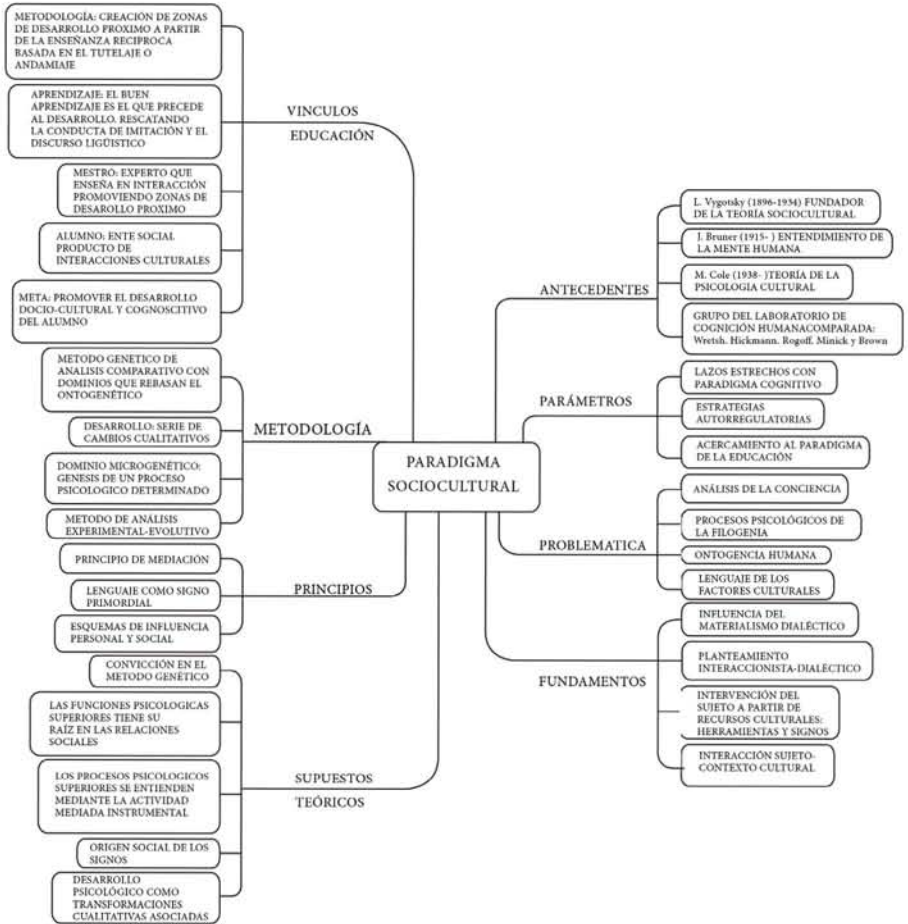 METODOLOGÍA: CREACIÓN DE ZONAS
DE DESARROLLO PROXIMO A PARTIR
DE LA ENSEÑANZA RECIPROCA
BASADA EN EL TUTELAJE O
ANDAMIAJE
APRENDIZAJE: EL BUEN
APRENDIZAJE ES EL QUE PRECEDE
AL DESARROLLO. RESCATANDO
LA CONDUCTA DE IMITACIÓN Y EL
DISCURSO LIGÜISTICO
MESTRO: EXPERTO QUE
ENSEÑA EN INTERACCIÓN
PROMOVIENDO ZONAS DE
DESAROLLO PROXIMO
ALUMNO: ENTE SOCIAL
PRODUCTO DE
INTERACCIONES CULTURALES
META: PROMOVER EL DESARROLLO
DOCIO-CULTURAL Y COGNOSCITIVO
DEL ALUMNO
VINCULOS
EDUCACIÓN
METODO GENETICO DE
ANALISIS COMPARATIVO CON
DOMINIOS QUE REBASAN EL
ONTOGENÉTICO
DESARROLLO: SERIE DE
CAMBIOS CUALITATIVOS
DOMINIO MICROGENÉTICO:
GENESIS DE UN PROCESO
PSICOLOGICO DETERMINADO
METODO DE ANÁLISIS
EXPERIMENTAL-EVOLUTIVO
METODOLOGÍA
PRINCIPIO DE MEDIACIÓN
LENGUAJE COMO SIGNO
PRIMORDIAL
ESQUEMAS DE INFLUENCIA
PERSONAL Y SOCIAL
PRINCIPIOS
CONVICCIÓN EN EL
METODO GENÉTICO
LAS FUNCIONES PSICOLOGICAS
SUPERIORES TIENE SU
RAÍZ EN LAS RELACIONES
SOCIALES
LOS PROCESOS PSICOLOGICOS
SUPERIORES SE ENTIENDEN
MEDIANTE LA ACTIVIDAD
MEDIADA INSTRUMENTAL
ORIGEN SOCIAL DE LOS
SIGNOS
DESARROLLO
PSICOLÓGICO COMO
TRANSFORMACIONES
CUALITATIVAS ASOCIADAS
SUPUESTOS
TEÓRICOS
PARADIGMA
SOCIOCULTURAL
ANTECEDENTES
L. Vygotsky (1896-1934) FUNDADOR
DE LA TEORÍA SOCIOCULTURAL
J. Bruner (1915- ) ENTENDIMIENTO DE
LA MENTE HUMANA
M. Cole (1938- )TEORÍA DE LA
PSICOLOGIA CULTURAL
GRUPO DEL LABORATORIO DE
COGNICIÓN HUMANACOMPARADA:
Wretsh. Hickmann. Rogoff. Minick y Brown
PARÁMETROS
LAZOS ESTRECHOS CON
PARADIGMA COGNITIVO
ESTRATEGIAS
AUTORREGULATORIAS
ACERCAMIENTO AL PARADIGMA
DE LA EDUCACIÓN
PROBLEMATICA
ANÁLISIS DE LA CONCIENCIA
PROCESOS PSICOLÓGICOS DE
LA FILOGENIA
ONTOGENCIA HUMANA
LENGUAJE DE LOS
FACTORES CULTURALES
FUNDAMENTOS
INFLUENCIA DEL
MATERIALISMO DIALÉCTICO
PLANTEAMIENTO
INTERACCIONISTA-DIALÉCTICO
INTERVENCIÓN DEL
SUJETO A PARTIR DE
RECURSOS CULTURALES:
HERRAMIENTAS Y SIGNOS
INTERACCIÓN SUJETO-
CONTEXTO CULTURAL